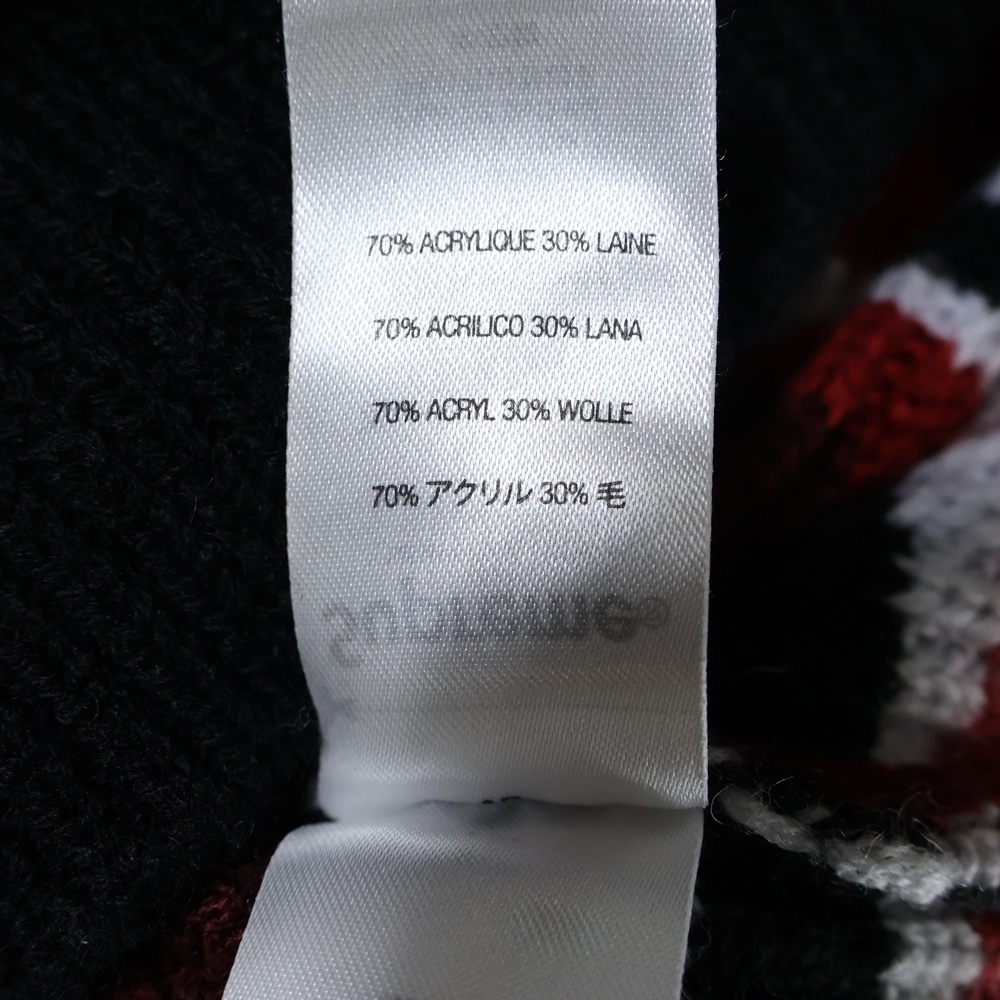 70% ACRYLIQUE 30% LAINE
70% ACRILICO 30% LANA
70% ACRYL 30% WOLLE
70% アクリル 30% 毛
Supreme®